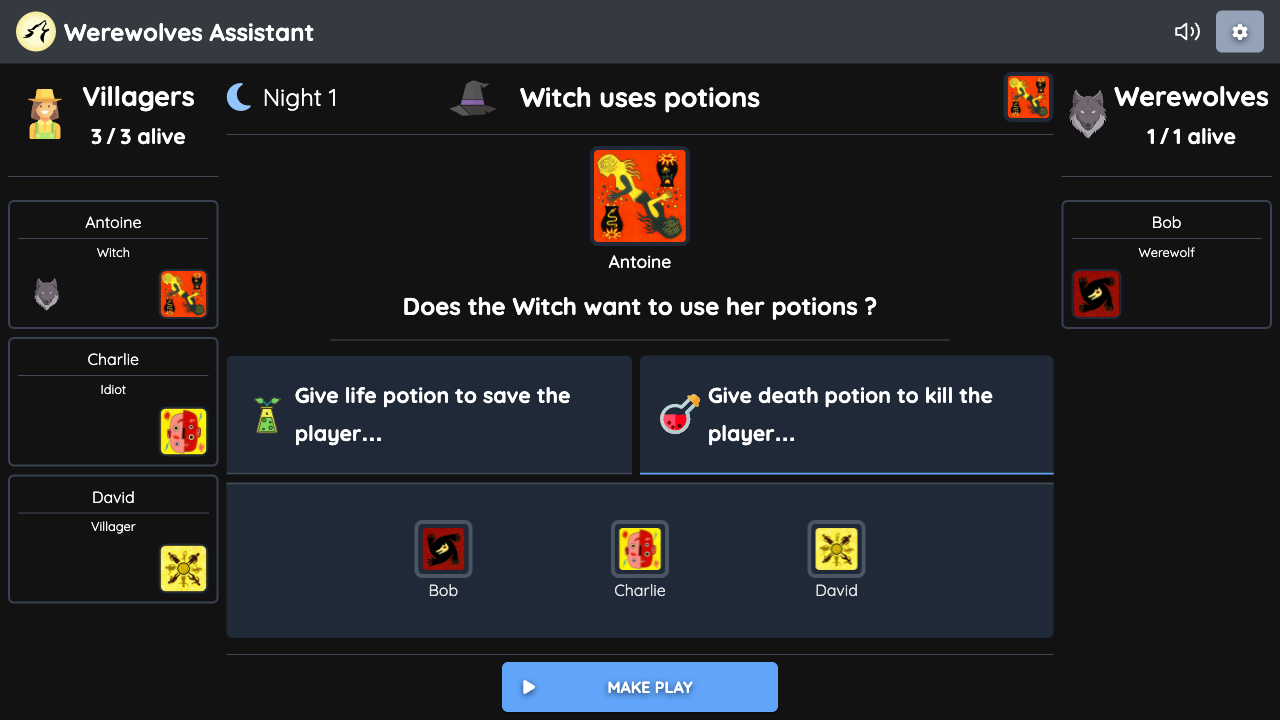 Werewolves Assistant
Villagers
3 / 3 alive
Night 1
Witch uses potions
Werewolves
1 / 1 alive
Antoine
Witch
Charlie
Idiot
David
Villager
Antoine
Does the Witch want to use her potions ?
Give life potion to save the
player...
Give death potion to kill the
player...
Bob
Charlie
David
MAKE PLAY
Bob
Werewolf